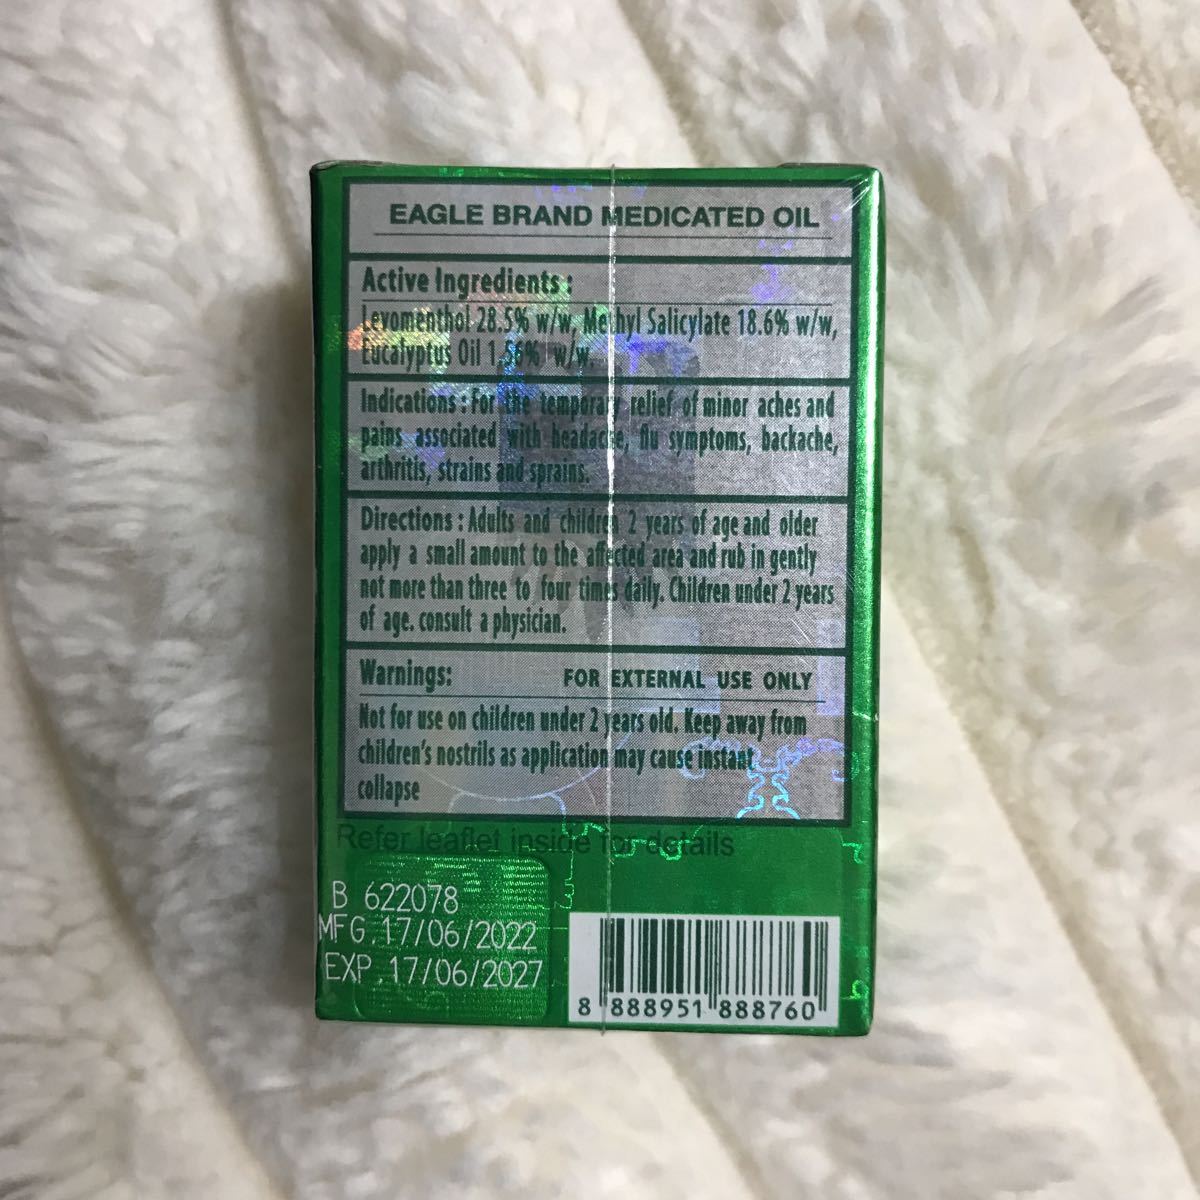 EAGLE BRAND MEDICATED OIL
Active Ingredients :
Levomenthol 28.5% w/w, Methyl Salicylate 18.6% w/w,
Eucalyptus Oil 1.56% w/w.
Indications : For the temporary relief of minor aches and
pains associated with headache, flu symptoms, backache,
arthritis, strains and sprains.
Directions : Adults and children 2 years of age and older
apply a small amount to the affected area and rub in gently
not more than three to four times daily. Children under 2 years
of age. consult a physician.
Warnings: FOR EXTERNAL USE ONLY
Not for use on children under 2 years old. Keep away from
children's nostrils as application may cause instant
collapse
Refer leaflet inside for details
B 622078
MFG.17/06/2022
EXP.17/06/2027
8 888951 888760